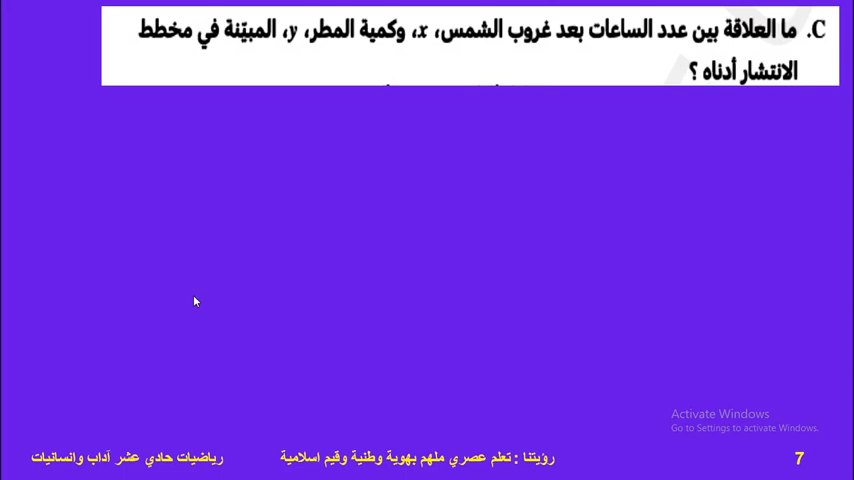 C. ما العلاقة بين عدد الساعات بعد غروب الشمس، x، وكمية المطر، y، المبيّنة في مخطط
الانتشار أدناه ؟
Activate Windows
Go to Settings to activate Windows.
رياضيات حادي عشر آداب وانسانيات
رؤيتنا : تعلم عصري ملهم بهوية وطنية وقيم اسلامية
7